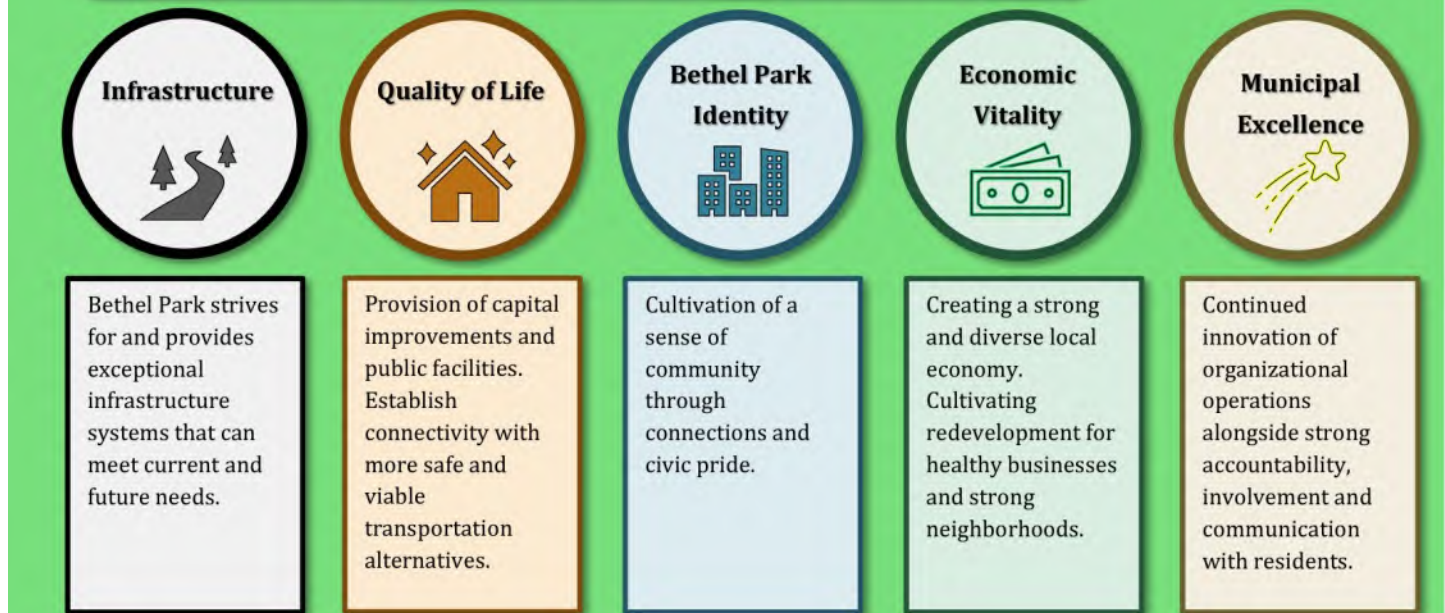 Infrastructure
Quality of Life
Bethel Park
Identity
Economic
Vitality
Municipal
Excellence
Bethel Park strives
for and provides
exceptional
infrastructure
systems that can
meet current and
future needs.
Provision of capital
improvements and
public facilities.
Establish
connectivity with
more safe and
viable
transportation
alternatives.
Cultivation of a
sense of
community
through
connections and
civic pride.
Creating a strong
and diverse local
economy.
Cultivating
redevelopment for
healthy businesses
and strong
neighborhoods.
Continued
innovation of
organizational
operations
alongside strong
accountability,
involvement and
communication
with residents.